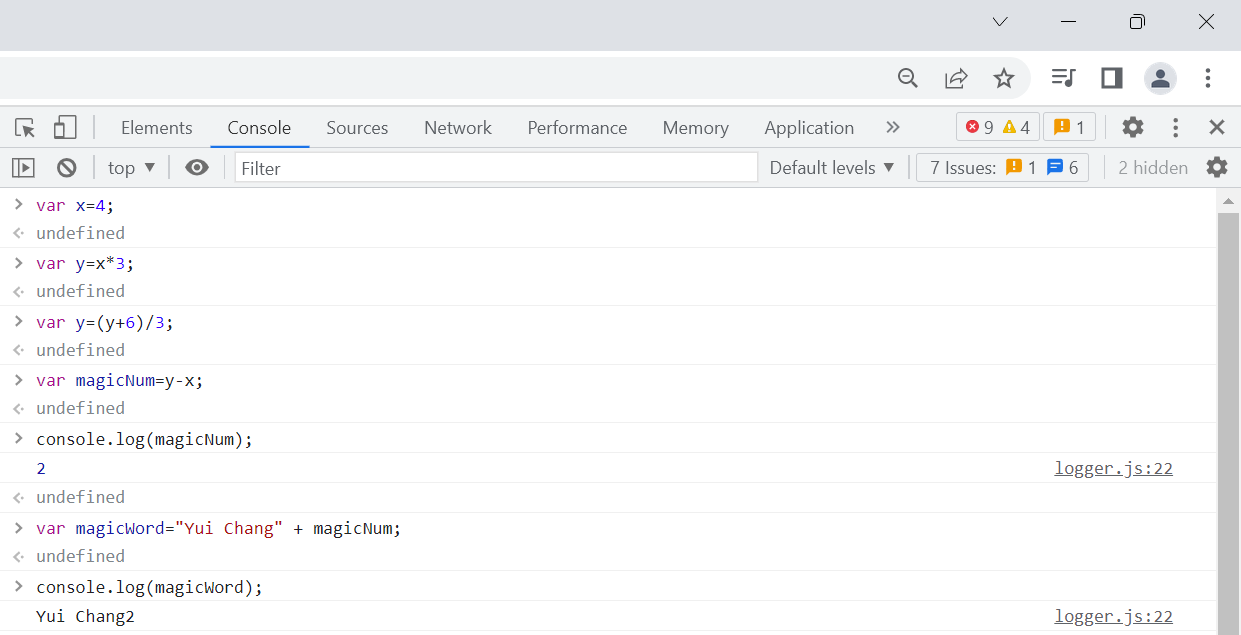 Elements Console Sources Network Performance Memory Application » 9 4 1
top ▼ Filter Default levels ▼ 7 Issues: 1 6 2 hidden
> var x=4;
<· undefined
> var y=x*3;
<· undefined
> var y=(y+6)/3;
<· undefined
> var magicNum=y-x;
<· undefined
> console.log(magicNum);
2 logger.js:22
<· undefined
> var magicWord="Yui Chang" + magicNum;
<· undefined
> console.log(magicWord);
Yui Chang2 logger.js:22